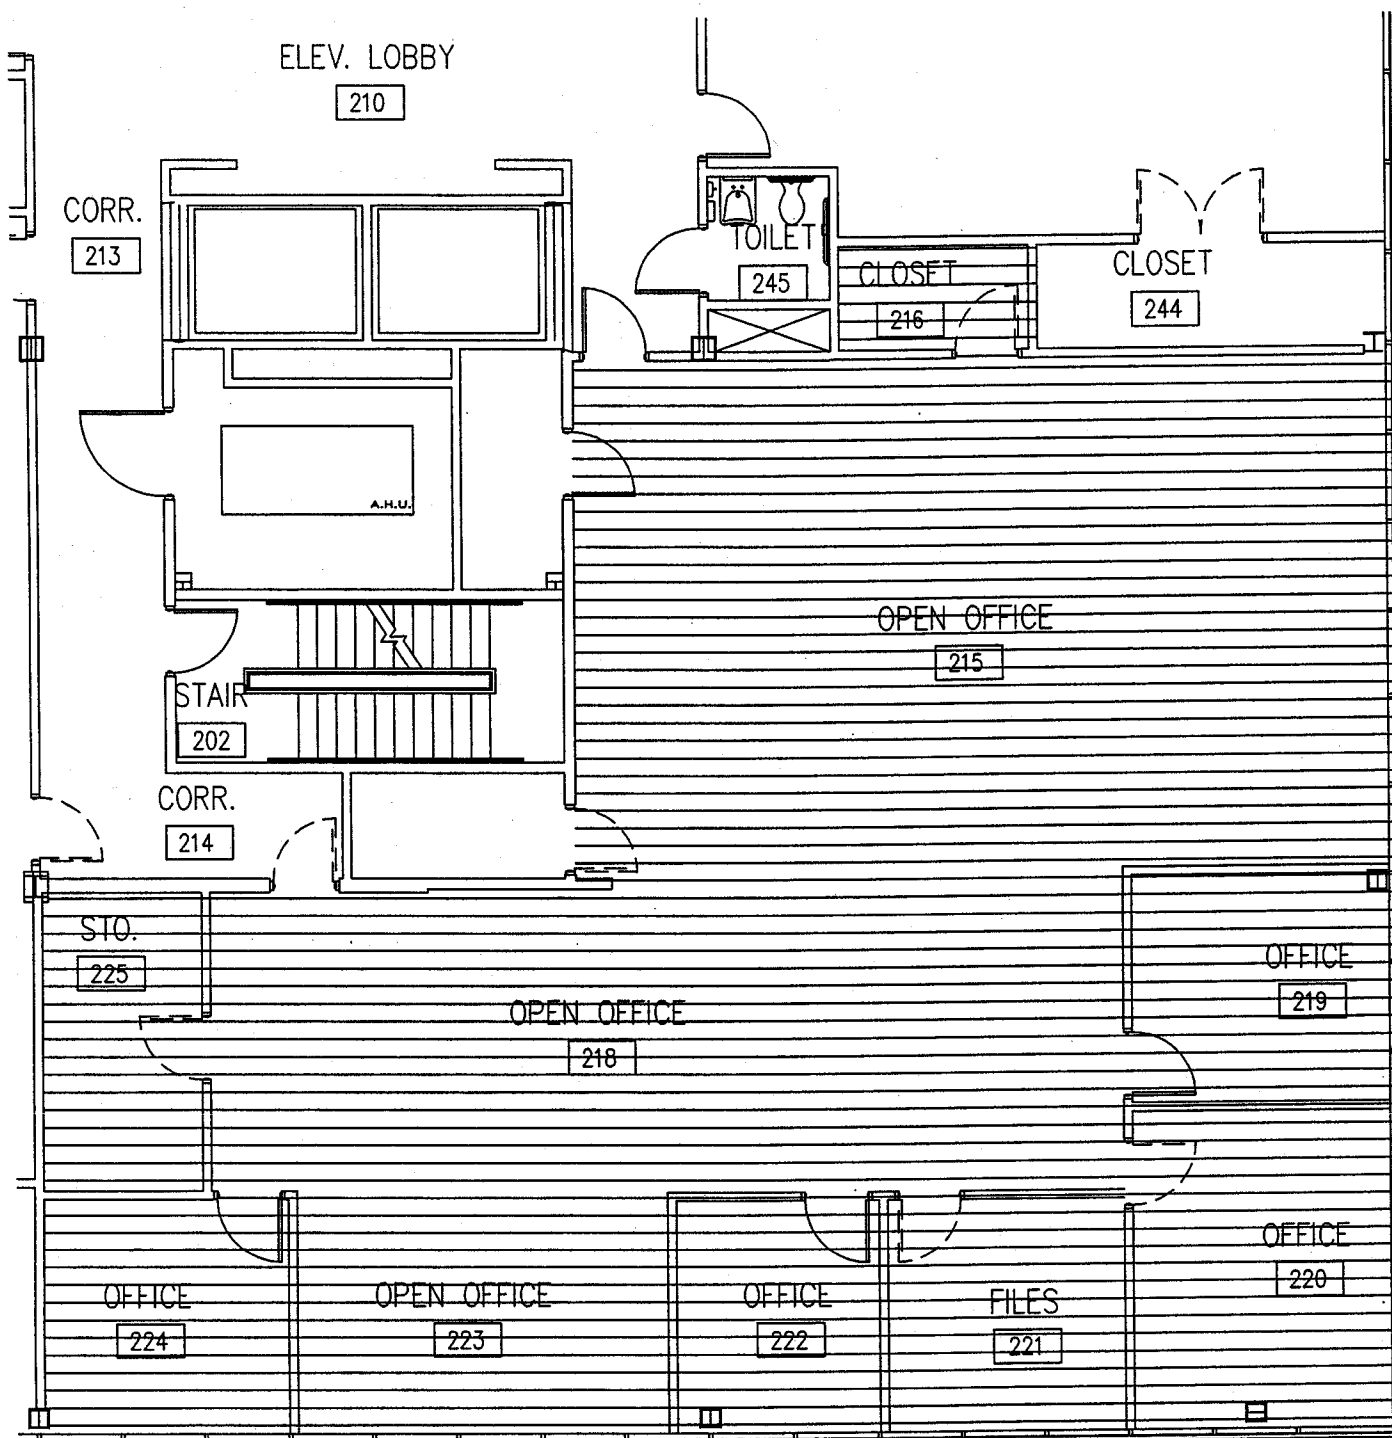 ELEV. LOBBY
210
CORR.
213
TOILET
245
CLOSET
216
CLOSET
244
A.H.U.
OPEN OFFICE
215
STAIR
202
CORR.
214
STO.
225
OPEN OFFICE
218
OFFICE
219
OFFICE
220
OFFICE
224
OPEN OFFICE
223
OFFICE
222
FILES
221